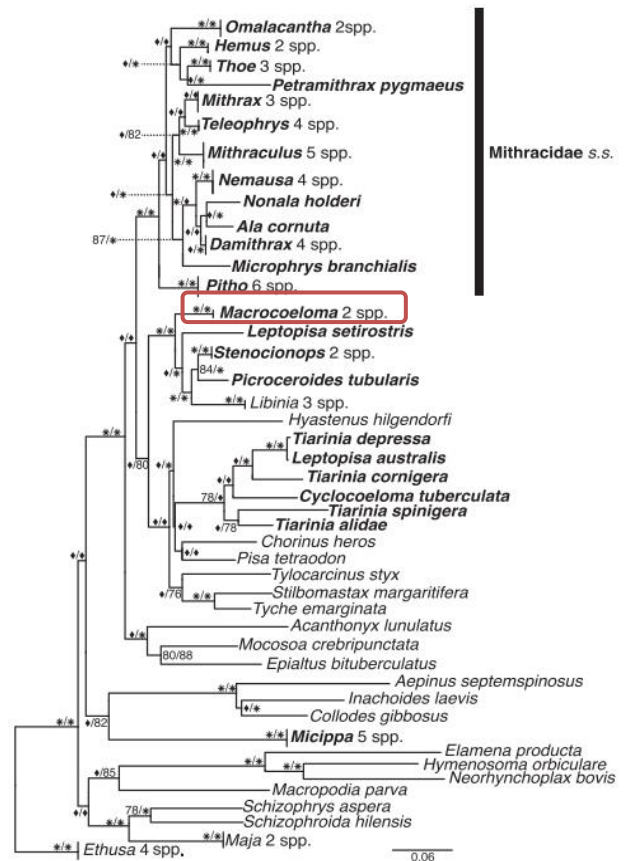 Omalacantha 2spp.
Hemus 2 spp.
Thoe 3 spp.
Petramithrax pygmaeus
Mithrax 3 spp.
Teleophrys 4 spp.
Mithraculus 5 spp.
Nemausa 4 spp.
Nonala holderi
Ala cornuta
Damithrax 4 spp.
Microphrys branchialis
Pitho 6 spp.
Mithracidae s.s.
Macrocoeloma 2 spp.
Leptopisa setirostris
Stenocionops 2 spp.
Picroceroides tubularis
Libinia 3 spp.
Hyastenus hilgendorfi
Tiarinia depressa
Leptopisa australis
Tiarinia cornigera
Cyclocoeloma tuberculata
Tiarinia spinigera
Tiarinia alidae
Chorinus heros
Pisa tetraodon
Tylocarcinus styx
Stilbomastax margaritifera
Tyche emarginata
Acanthonyx lunulatus
Mocosoa crebripunctata
Epialtus bituberculatus
Aepinus septemspinosus
Inachoides laevis
Collodes gibbosus
Micippa 5 spp.
Elamena producta
Hymenosoma orbiculare
Neorhynchoplax bovis
Macropodia parva
Schizophrys aspera
Schizophroida hilensis
Maja 2 spp.
Ethusa 4 spp.
♦/82
87/*
84/*
♦/80
78/♦
♦/78
♦/76
80/88
♦/82
♦/85
78/*
0.06